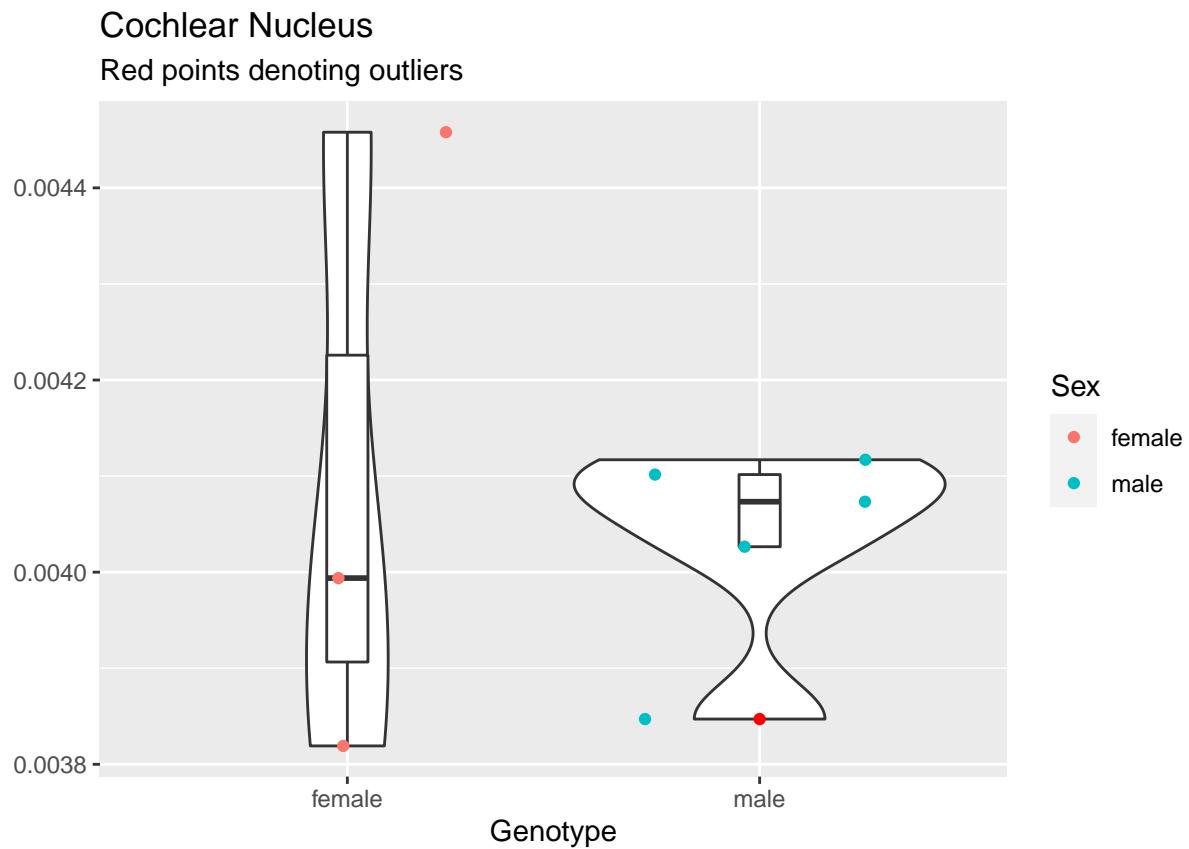 Cochlear Nucleus
Red points denoting outliers
0.0044
0.0042
0.0040
0.0038
female
male
Genotype
Sex
female
male